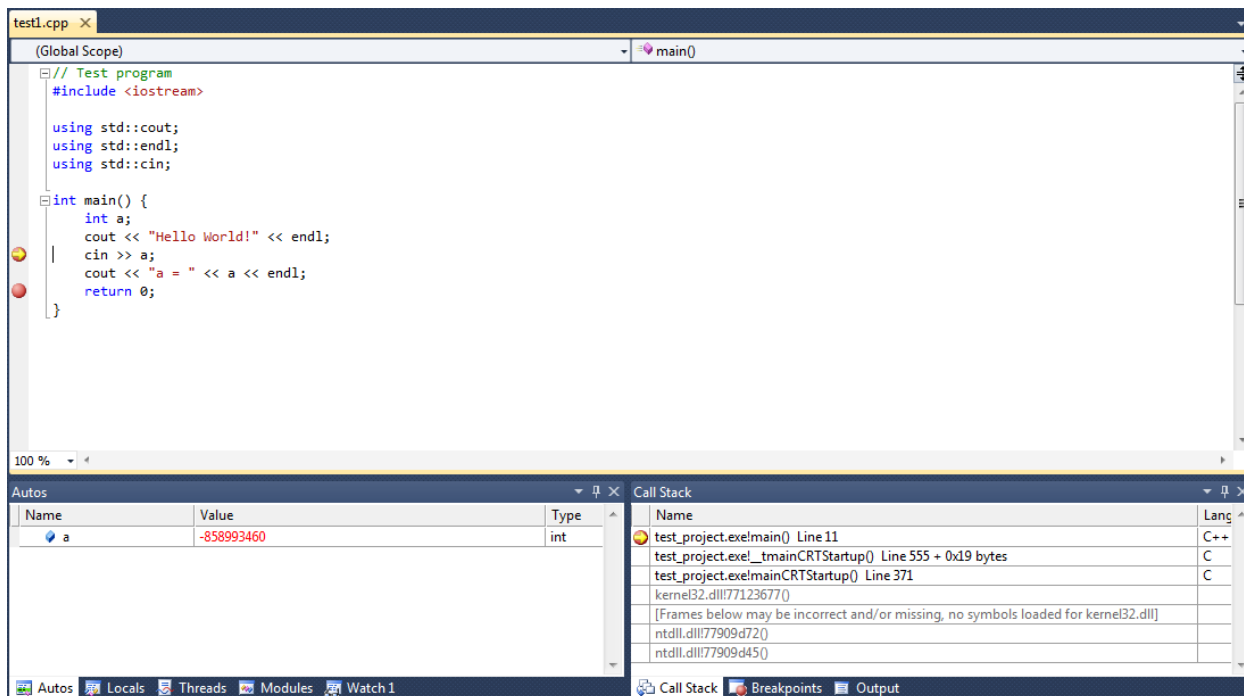 test1.cpp
(Global Scope) main()
// Test program
#include <iostream>
using std::cout;
using std::endl;
using std::cin;
int main() {
int a;
cout << "Hello World!" << endl;
cin >> a;
cout << "a = " << a << endl;
return 0;
}
100 %
Autos
Name Value Type
a -858993460 int
Autos Locals Threads Modules Watch 1
Call Stack
Name Lang
test_project.exe!main() Line 11 C++
test_project.exe!__tmainCRTStartup() Line 555 + 0x19 bytes C
test_project.exe!mainCRTStartup() Line 371 C
kernel32.dll!77123677()
[Frames below may be incorrect and/or missing, no symbols loaded for kernel32.dll]
ntdll.dll!77909d72()
ntdll.dll!77909d45()
Call Stack Breakpoints Output